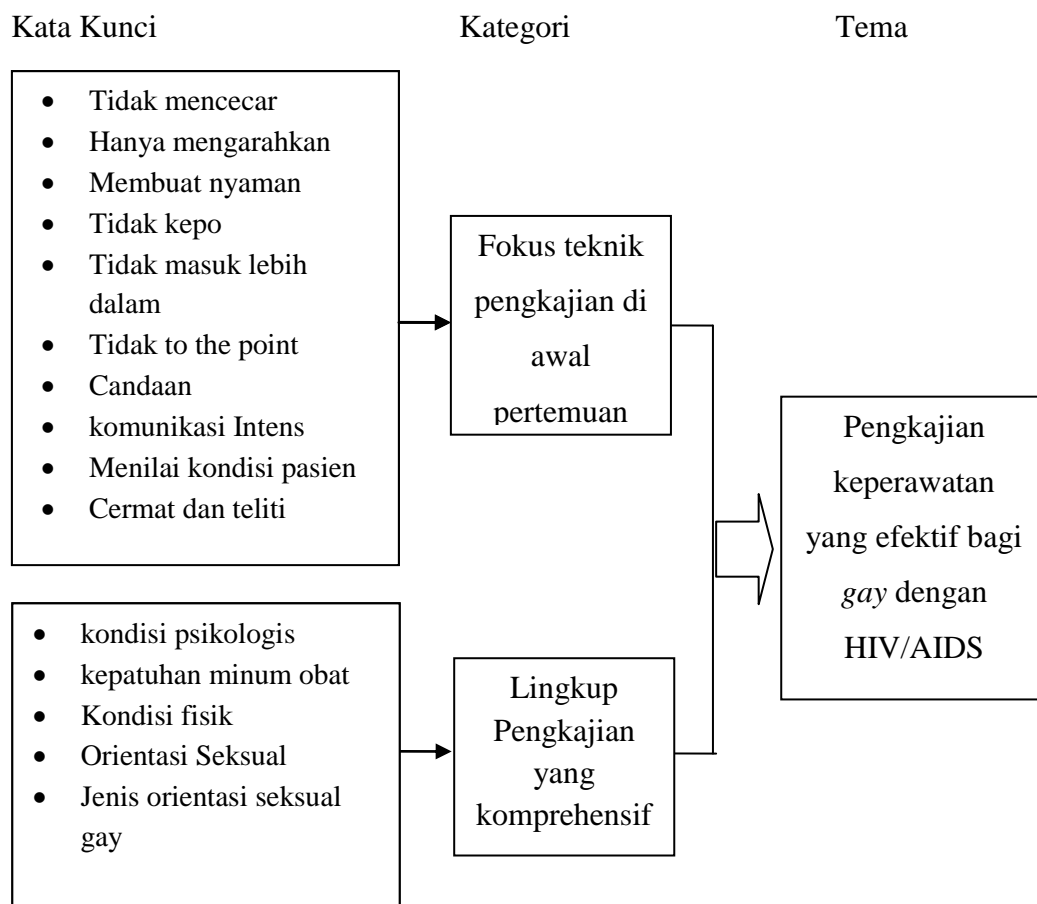 Kata Kunci Kategori Tema
• Tidak mencecar
• Hanya mengarahkan
• Membuat nyaman
• Tidak kepo
• Tidak masuk lebih
dalam
• Tidak to the point
• Candaan
• komunikasi Intens
• Menilai kondisi pasien
• Cermat dan teliti
Fokus teknik
pengkajian di
awal
pertemuan
• kondisi psikologis
• kepatuhan minum obat
• Kondisi fisik
• Orientasi Seksual
• Jenis orientasi seksual
gay
Lingkup
Pengkajian
yang
komprehensif
Pengkajian
keperawatan
yang efektif bagi
gay dengan
HIV/AIDS